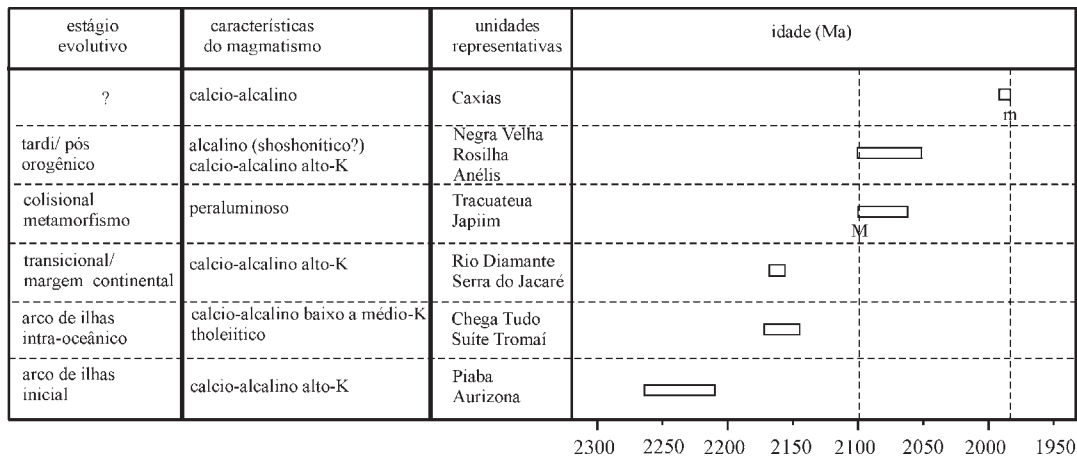 estágio
evolutivo
características
do magmatismo
unidades
representativas
idade (Ma)
?
calcio-alcalino
Caxias
m
tardi/ pós
orogênico
alcalino (shoshonítico?)
calcio-alcalino alto-K
Negra Velha
Rosilha
Anélis
colisional
metamorfismo
peraluminoso
Tracuateua
Japiim
M
transicional/
margem continental
calcio-alcalino alto-K
Rio Diamante
Serra do Jacaré
arco de ilhas
intra-oceânico
calcio-alcalino baixo a médio-K
tholeiitico
Chega Tudo
Suíte Tromaí
arco de ilhas
inicial
calcio-alcalino alto-K
Piaba
Aurizona
2300 2250 2200 2150 2100 2050 2000 1950